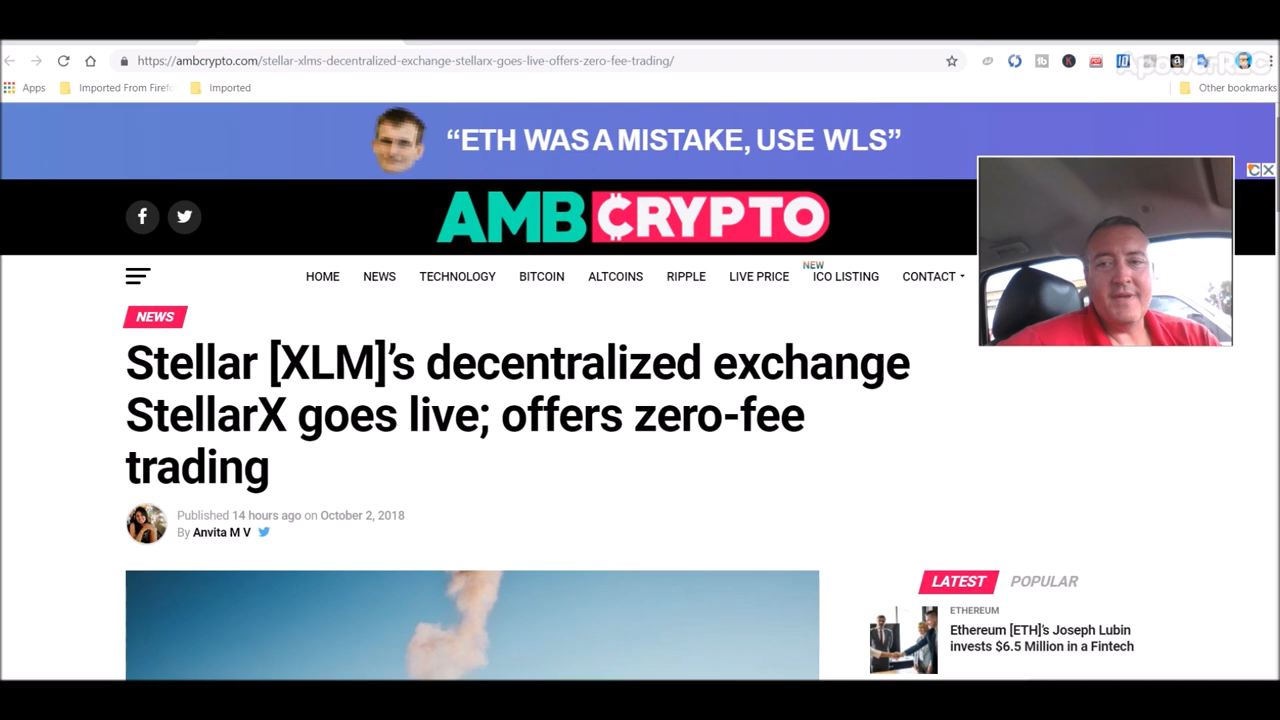 https://ambcrypto.com/stellar-xlms-decentralized-exchange-stellarx-goes-live-offers-zero-fee-trading/
ApowerREC
Apps
Imported From Firef
Imported
Other bookmarks
“ETH WAS A MISTAKE, USE WLS”
AMBCRYPTO
HOME
NEWS
TECHNOLOGY
BITCOIN
ALTCOINS
RIPPLE
LIVE PRICE
NEW
ICO LISTING
CONTACT
NEWS
Stellar [XLM]’s decentralized exchange
StellarX goes live; offers zero-fee
trading
Published 14 hours ago on October 2, 2018
By Anvita M V
LATEST
POPULAR
ETHEREUM
Ethereum [ETH]’s Joseph Lubin
invests $6.5 Million in a Fintech